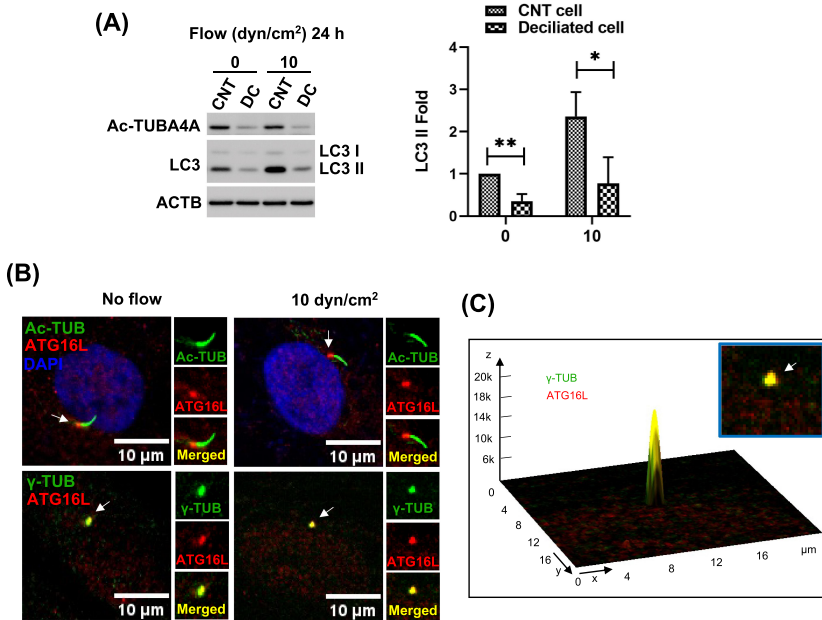 (A)
Flow (dyn/cm²) 24 h
0 10
CNT DC CNT DC
Ac-TUBA4A
LC3
LC3 I
LC3 II
ACTB
CNT cell
Deciliated cell
LC3 II Fold
4
3
2
1
0
**
*
0 10
(B)
No flow
10 dyn/cm²
Ac-TUB
ATG16L
DAPI
10 µm
Ac-TUB
ATG16L
Merged
10 µm
Ac-TUB
ATG16L
Merged
γ-TUB
ATG16L
10 µm
γ-TUB
ATG16L
Merged
10 µm
γ-TUB
ATG16L
Merged
(C)
z
20k
18k
14k
10k
6k
γ-TUB
ATG16L
0
4
8
12
16
y
x
0 4 8 12 16 µm